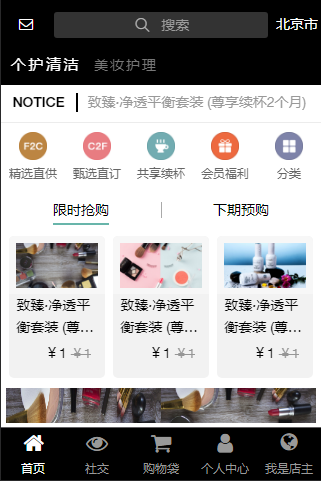 搜索 北京市
个护清洁 美妆护理
NOTICE 致臻·净透平衡套装 (尊享续杯2个月)
F2C C2F
精选直供 甄选直订 共享续杯 会员福利 分类
限时抢购 下期预购
致臻·净透平 致臻·净透平 致臻·净透平
衡套装 (尊... 衡套装 (尊... 衡套装 (尊...
¥1 ¥1 ¥1 ¥1 ¥1 ¥1
首页 社交 购物袋 个人中心 我是店主